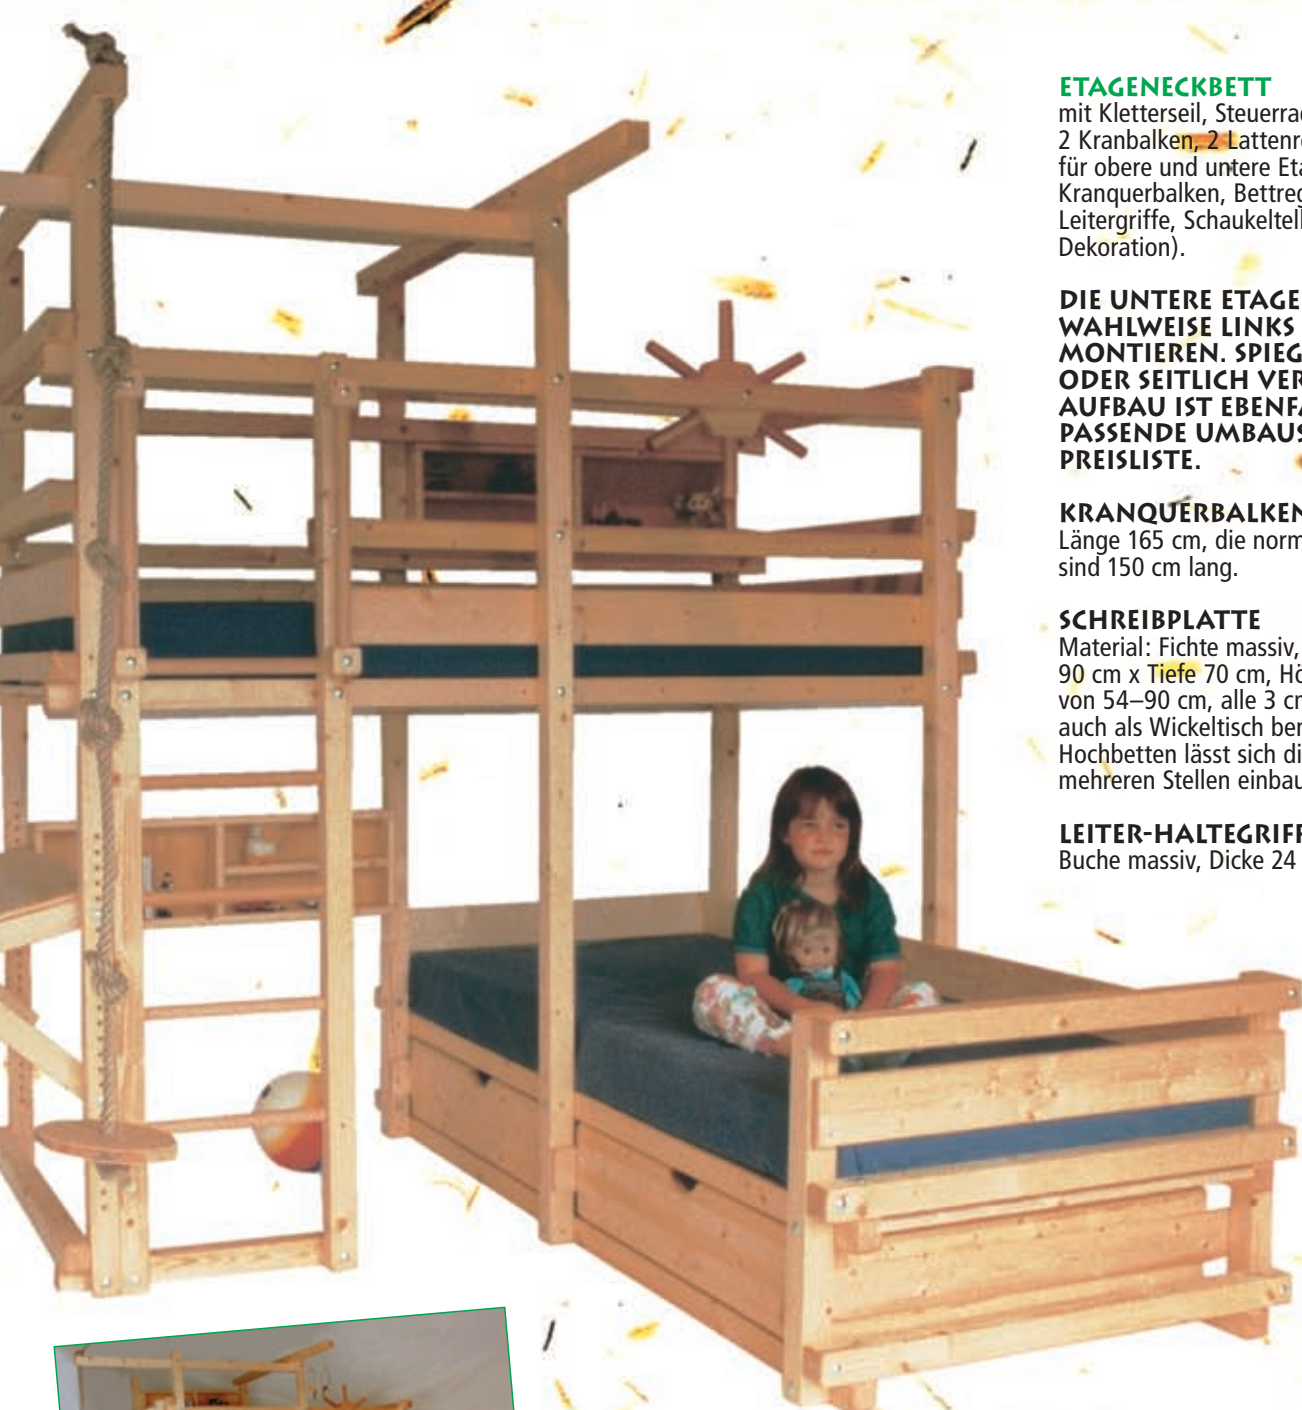 ETAGENECKBETT
mit Kletterseil, Steuerra
2 Kranbalken, 2 Lattenr
für obere und untere Eta
Kranquerbalken, Bettreg
Leitergriffe, Schaukeltell
Dekoration).
DIE UNTERE ETAGE
WAHLWEISE LINKS
MONTIEREN. SPIEG
ODER SEITLICH VER
AUFBAU IST EBENFA
PASSENDE UMBAUS
PREISLISTE.
KRANQUERBALKEN
Länge 165 cm, die norm
sind 150 cm lang.
SCHREIBPLATTE
Material: Fichte massiv,
90 cm x Tiefe 70 cm, Hö
von 54–90 cm, alle 3 cm
auch als Wickeltisch ben
Hochbetten lässt sich di
mehreren Stellen einbau
LEITER-HALTEGRIFF
Buche massiv, Dicke 24